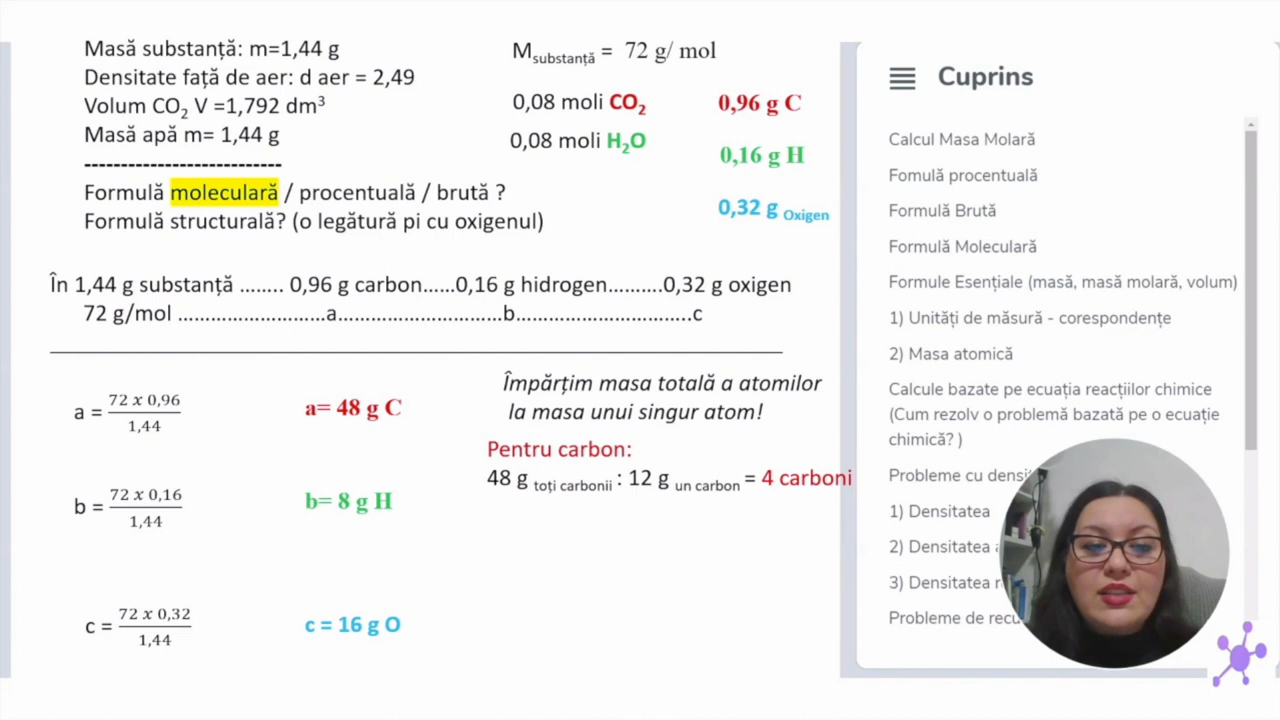 Masă substanță: m=1,44 g
Densitate față de aer: d aer = 2,49
Volum CO₂ V =1,792 dm³
Masă apă m= 1,44 g
---------------------------
Formulă moleculară / procentuală / brută ?
Formulă structurală? (o legătură pi cu oxigenul)
M substanță = 72 g/ mol
0,08 moli CO₂
0,96 g C
0,08 moli H₂O
0,16 g H
0,32 g Oxigen
În 1,44 g substanță ........ 0,96 g carbon......0,16 g hidrogen..........0,32 g oxigen
72 g/mol ...........................a...............................b................................c
a = 72 x 0,96 / 1,44
a= 48 g C
b = 72 x 0,16 / 1,44
b= 8 g H
c = 72 x 0,32 / 1,44
c = 16 g O
Împărțim masa totală a atomilor
la masa unui singur atom!
Pentru carbon:
48 g toți carbonii : 12 g un carbon = 4 carboni
Cuprins
Calcul Masa Molară
Fomulă procentuală
Formulă Brută
Formulă Moleculară
Formule Esențiale (masă, masă molară, volum)
1) Unități de măsură - corespondențe
2) Masa atomică
Calcule bazate pe ecuația reacțiilor chimice
(Cum rezolv o problemă bazată pe o ecuație
chimică? )
Probleme cu densi
1) Densitatea
2) Densitatea
3) Densitatea
Probleme de recu